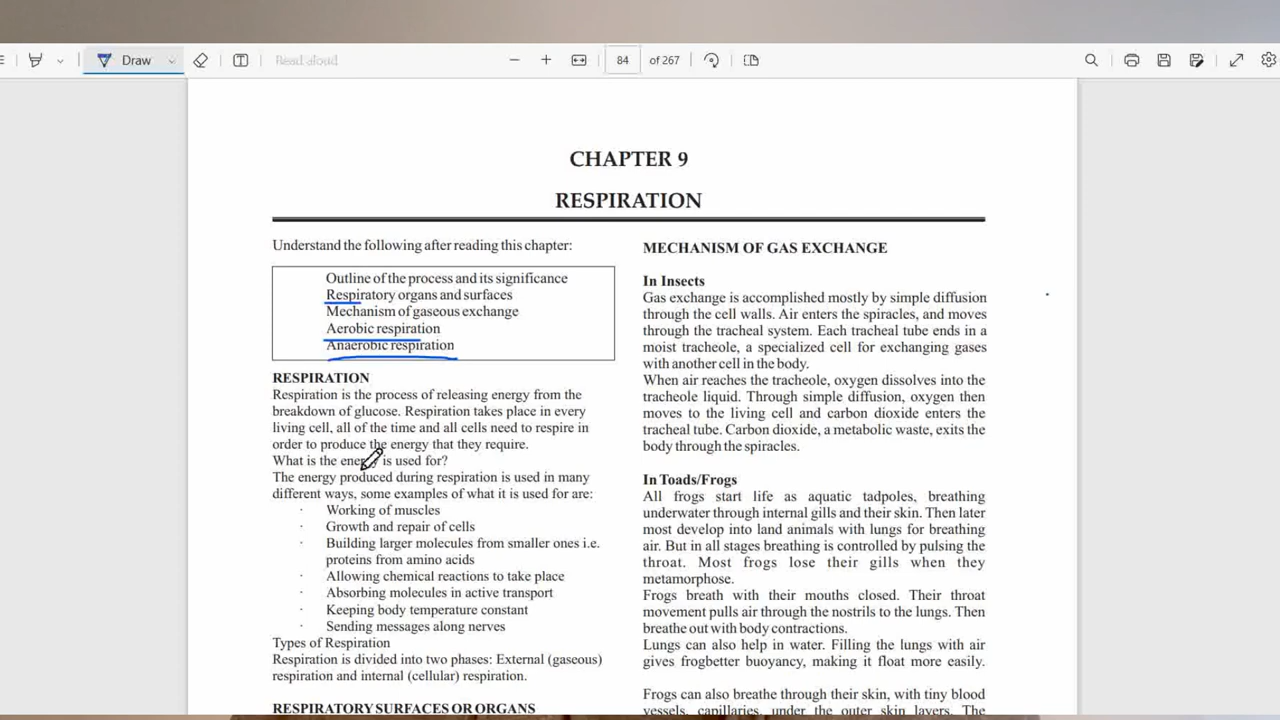 Draw
Read aloud
84
of 267
CHAPTER 9
RESPIRATION
Understand the following after reading this chapter:
Outline of the process and its significance
Respiratory organs and surfaces
Mechanism of gaseous exchange
Aerobic respiration
Anaerobic respiration
RESPIRATION
Respiration is the process of releasing energy from the
breakdown of glucose. Respiration takes place in every
living cell, all of the time and all cells need to respire in
order to produce the energy that they require.
What is the energy is used for?
The energy produced during respiration is used in many
different ways, some examples of what it is used for are:
· Working of muscles
· Growth and repair of cells
· Building larger molecules from smaller ones i.e.
proteins from amino acids
· Allowing chemical reactions to take place
· Absorbing molecules in active transport
· Keeping body temperature constant
· Sending messages along nerves
Types of Respiration
Respiration is divided into two phases: External (gaseous)
respiration and internal (cellular) respiration.
RESPIRATORY SURFACES OR ORGANS
MECHANISM OF GAS EXCHANGE
In Insects
Gas exchange is accomplished mostly by simple diffusion
through the cell walls. Air enters the spiracles, and moves
through the tracheal system. Each tracheal tube ends in a
moist tracheole, a specialized cell for exchanging gases
with another cell in the body.
When air reaches the tracheole, oxygen dissolves into the
tracheole liquid. Through simple diffusion, oxygen then
moves to the living cell and carbon dioxide enters the
tracheal tube. Carbon dioxide, a metabolic waste, exits the
body through the spiracles.
In Toads/Frogs
All frogs start life as aquatic tadpoles, breathing
underwater through internal gills and their skin. Then later
most develop into land animals with lungs for breathing
air. But in all stages breathing is controlled by pulsing the
throat. Most frogs lose their gills when they
metamorphose.
Frogs breath with their mouths closed. Their throat
movement pulls air through the nostrils to the lungs. Then
breathe out with body contractions.
Lungs can also help in water. Filling the lungs with air
gives frogbetter buoyancy, making it float more easily.
Frogs can also breathe through their skin, with tiny blood
vessels, capillaries, under the outer skin layers. The